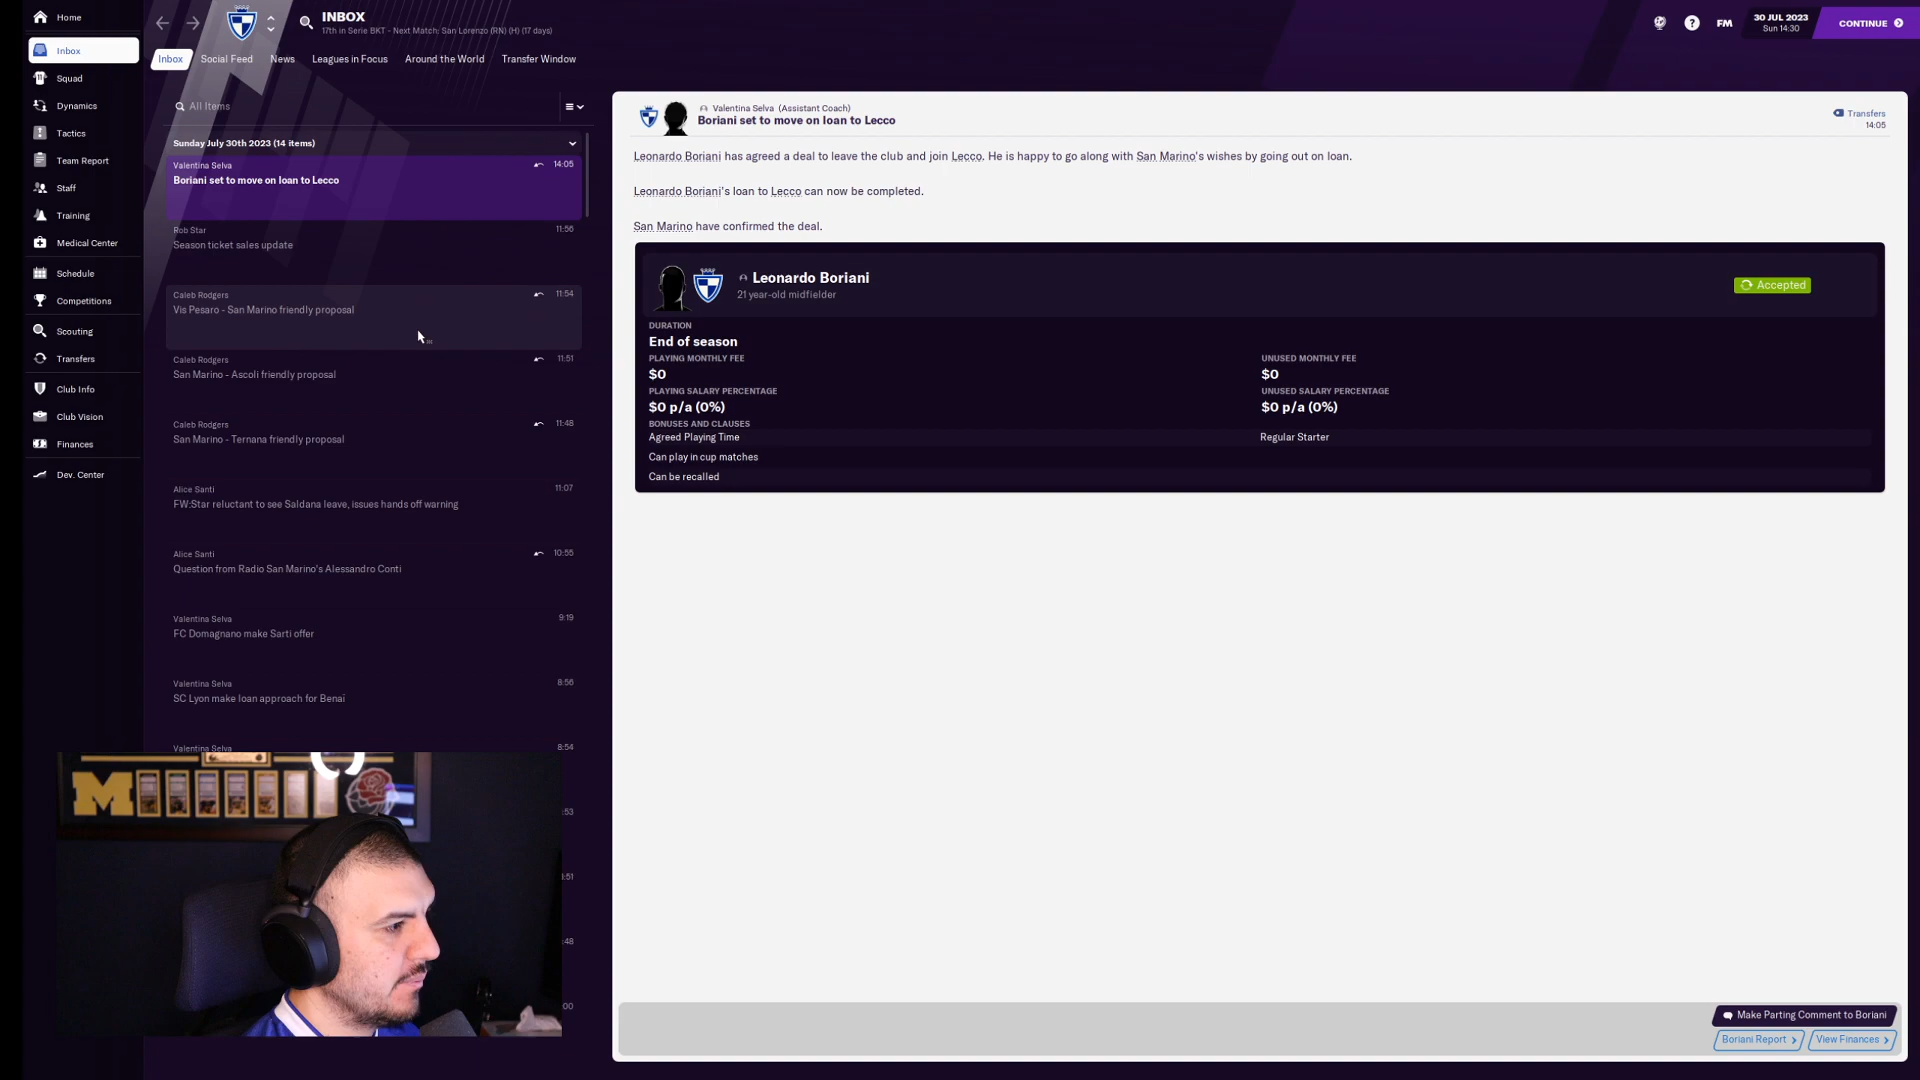 Home
Inbox
Squad
Dynamics
Tactics
Team Report
Staff
Training
Medical Center
Schedule
Competitions
Scouting
Transfers
Club Info
Club Vision
Finances
Dev. Center
INBOX
17th in Serie BKT - Next Match: San Lorenzo (RN) (H) (17 days)
FM
30 JUL 2023
Sun 14:30
CONTINUE
Inbox Social Feed News Leagues in Focus Around the World Transfer Window
All Items
Sunday July 30th 2023 (14 items)
Valentina Selva 14:05
Boriani set to move on loan to Lecco
Rob Star 11:56
Season ticket sales update
Caleb Rodgers 11:54
Vis Pesaro - San Marino friendly proposal
Caleb Rodgers 11:51
San Marino - Ascoli friendly proposal
Caleb Rodgers 11:48
San Marino - Ternana friendly proposal
Alice Santi 11:07
FW:Star reluctant to see Saldana leave, issues hands off warning
Alice Santi 10:55
Question from Radio San Marino's Alessandro Conti
Valentina Selva 9:19
FC Domagnano make Sarti offer
Valentina Selva 8:56
SC Lyon make loan approach for Benaï
Valentina Selva 8:54
:53
:51
:48
:00
M
Valentina Selva (Assistant Coach)
Boriani set to move on loan to Lecco
Transfers
14:05
Leonardo Boriani has agreed a deal to leave the club and join Lecco. He is happy to go along with San Marino's wishes by going out on loan.
Leonardo Boriani's loan to Lecco can now be completed.
San Marino have confirmed the deal.
Leonardo Boriani
21 year-old midfielder
Accepted
DURATION
End of season
PLAYING MONTHLY FEE UNUSED MONTHLY FEE
$0 $0
PLAYING SALARY PERCENTAGE UNUSED SALARY PERCENTAGE
$0 p/a (0%) $0 p/a (0%)
BONUSES AND CLAUSES
Agreed Playing Time Regular Starter
Can play in cup matches
Can be recalled
Make Parting Comment to Boriani
Boriani Report View Finances